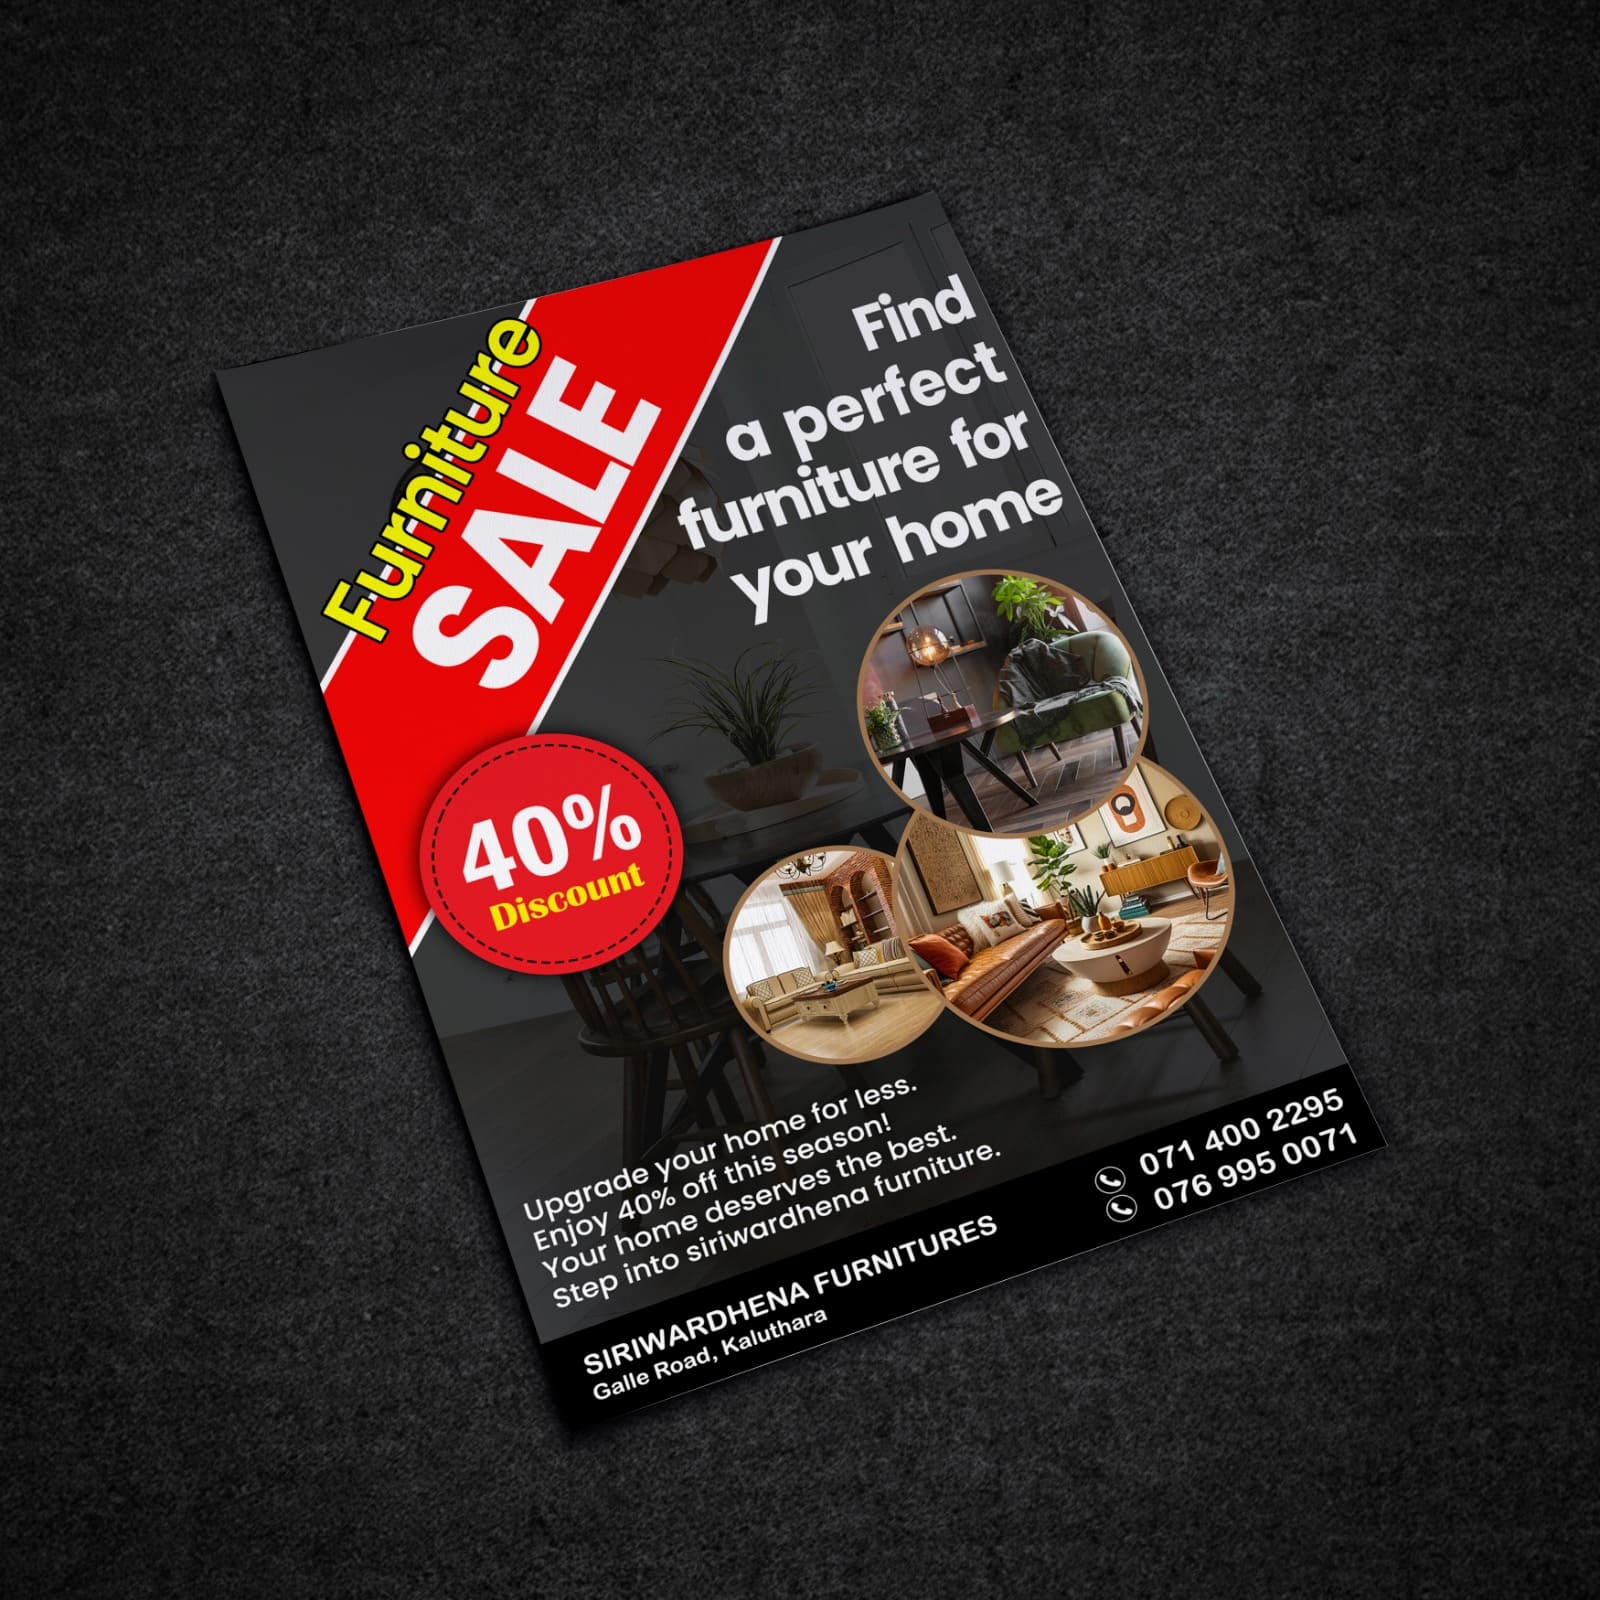 Furniture
SALE
Find
a perfect
furniture for
your home
40%
Discount
Upgrade your home for less.
Enjoy 40% off this season!
Your home deserves the best.
Step into siriwardhena furniture.
SIRIWARDHENA FURNITURES
Galle Road, Kaluthara
071 400 2295
076 995 0071